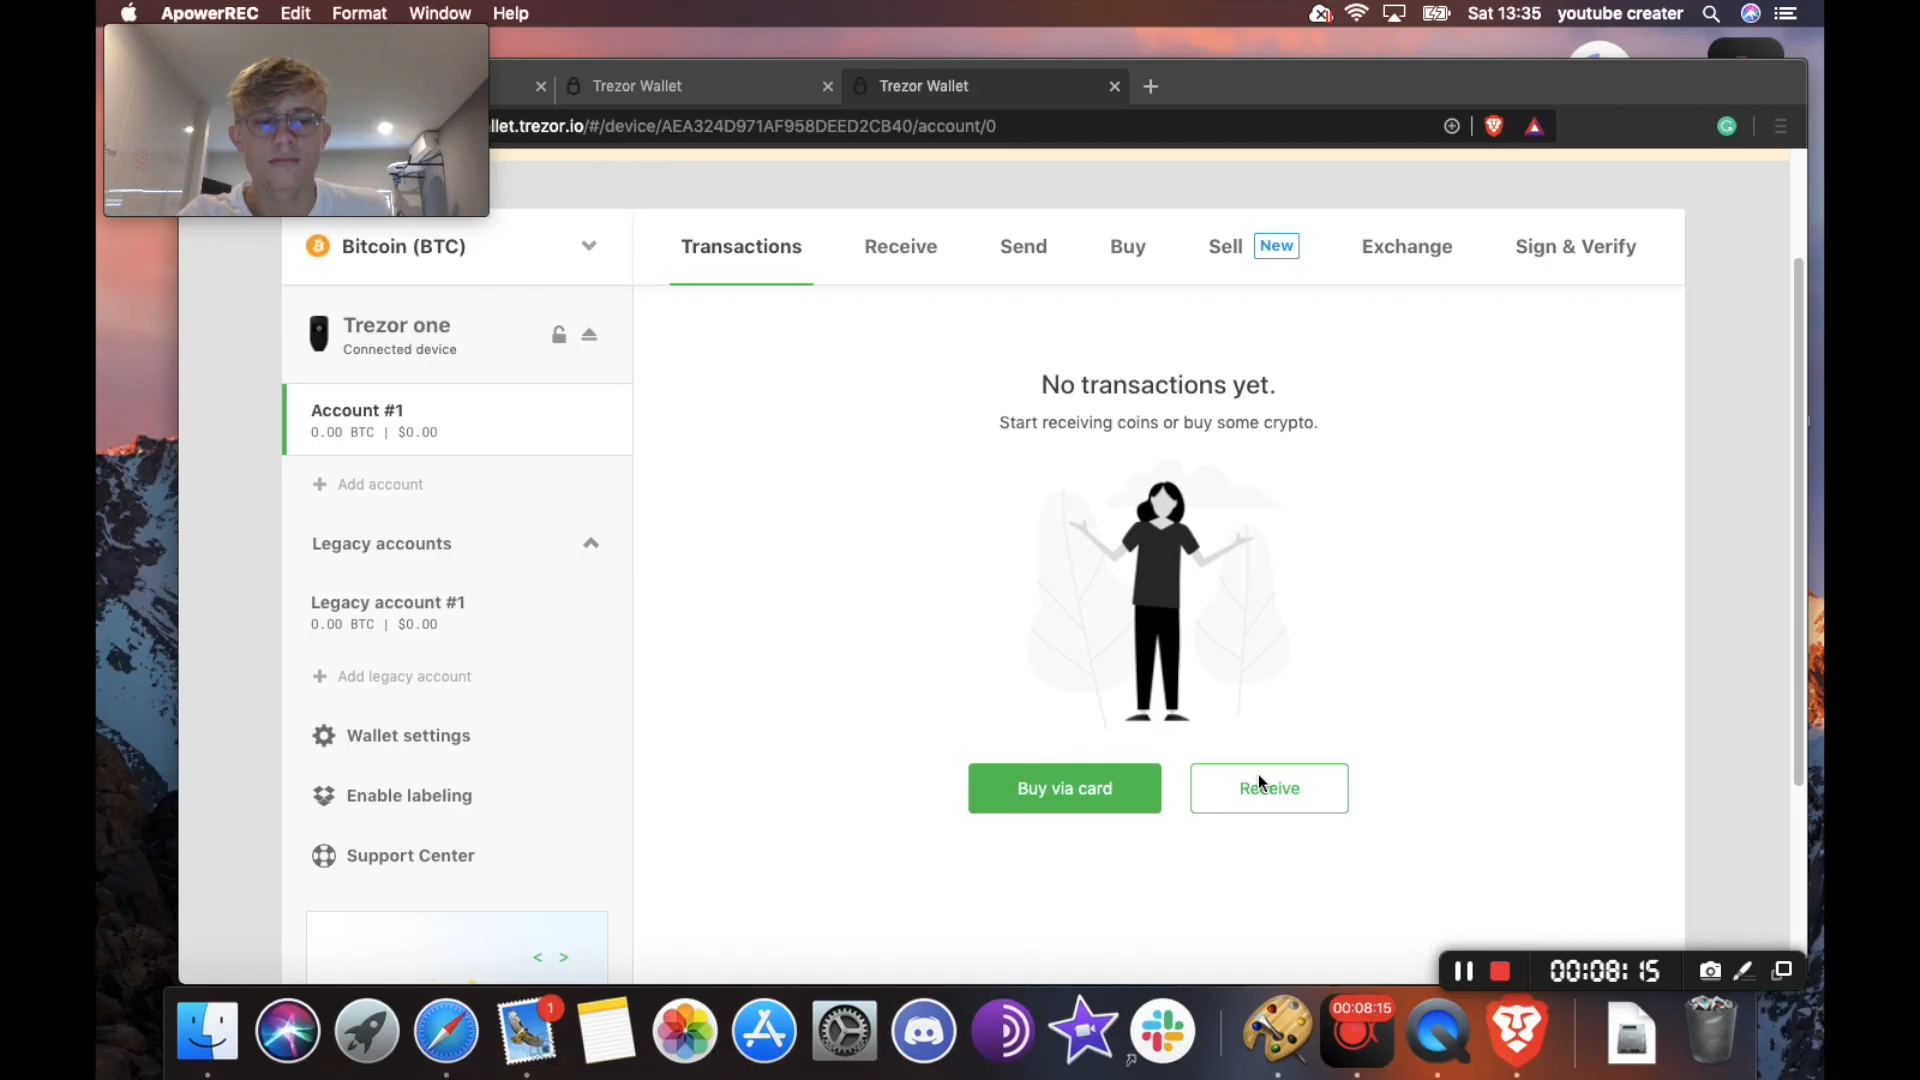 ApowerREC Edit Format Window Help
Sat 13:35 youtube creater
Trezor Wallet
Trezor Wallet
llet.trezor.io/#/device/AEA324D971AF958DEED2CB40/account/0
Bitcoin (BTC)
Transactions Receive Send Buy Sell New Exchange Sign & Verify
Trezor one
Connected device
Account #1
0.00 BTC | $0.00
+ Add account
Legacy accounts
Legacy account #1
0.00 BTC | $0.00
+ Add legacy account
Wallet settings
Enable labeling
Support Center
No transactions yet.
Start receiving coins or buy some crypto.
Buy via card
Receive
< >
00:08:15
1
00:08:15